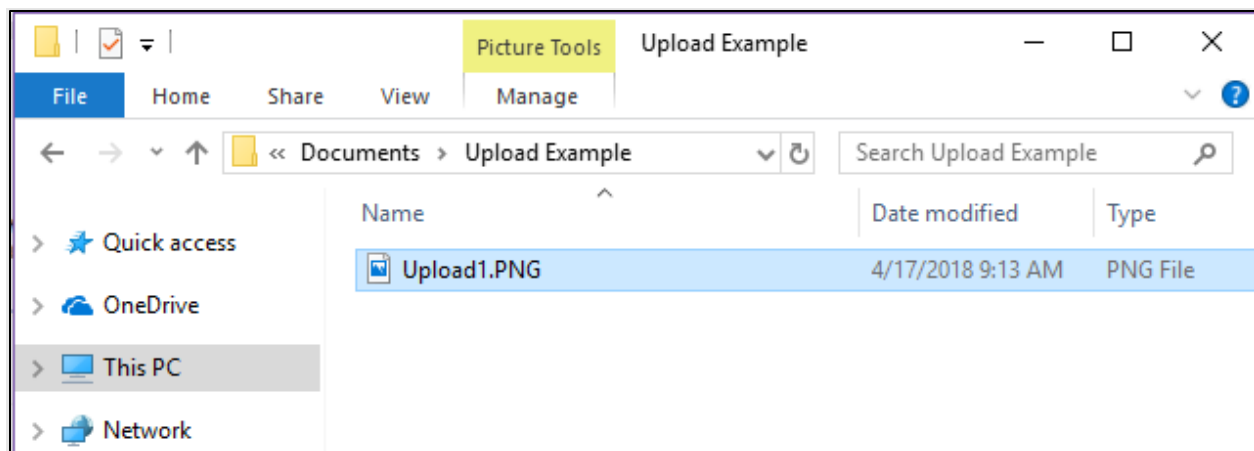 Picture Tools Upload Example
File Home Share View Manage
« Documents > Upload Example Search Upload Example
Name Date modified Type
Quick access
Upload1.PNG 4/17/2018 9:13 AM PNG File
OneDrive
This PC
Network